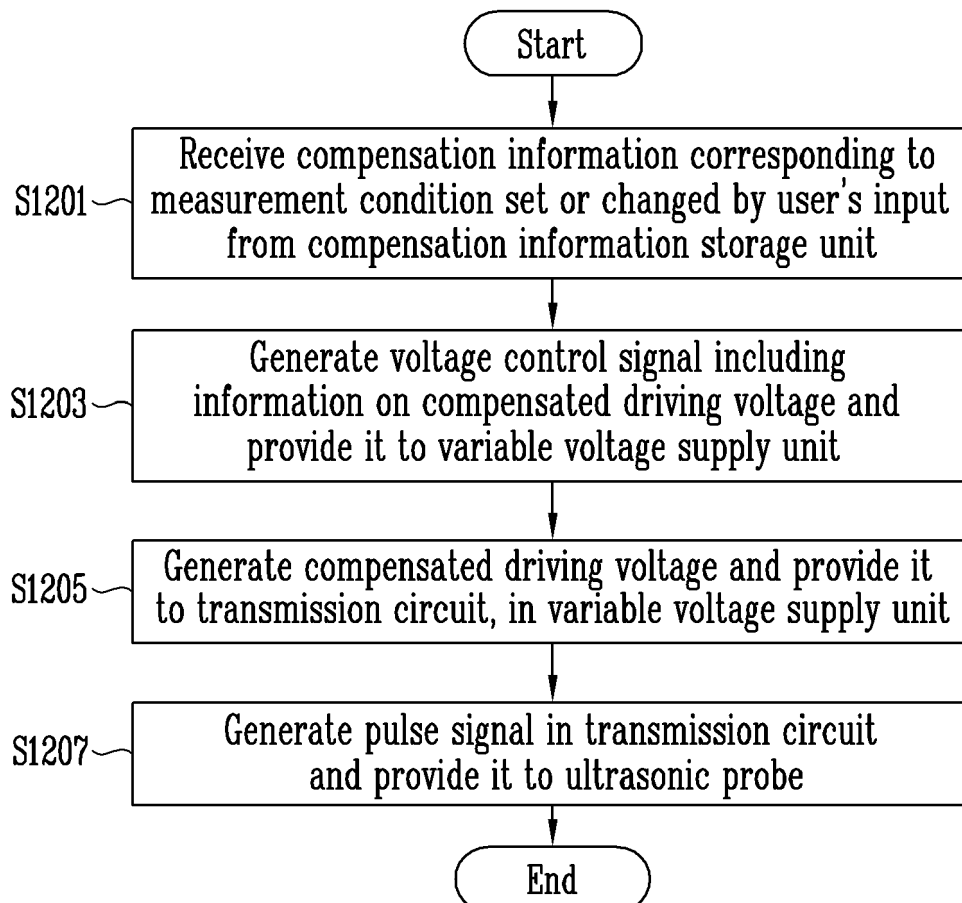 Start
S1201
Receive compensation information corresponding to
measurement condition set or changed by user's input
from compensation information storage unit
S1203
Generate voltage control signal including
information on compensated driving voltage and
provide it to variable voltage supply unit
S1205
Generate compensated driving voltage and provide it
to transmission circuit, in variable voltage supply unit
S1207
Generate pulse signal in transmission circuit
and provide it to ultrasonic probe
End